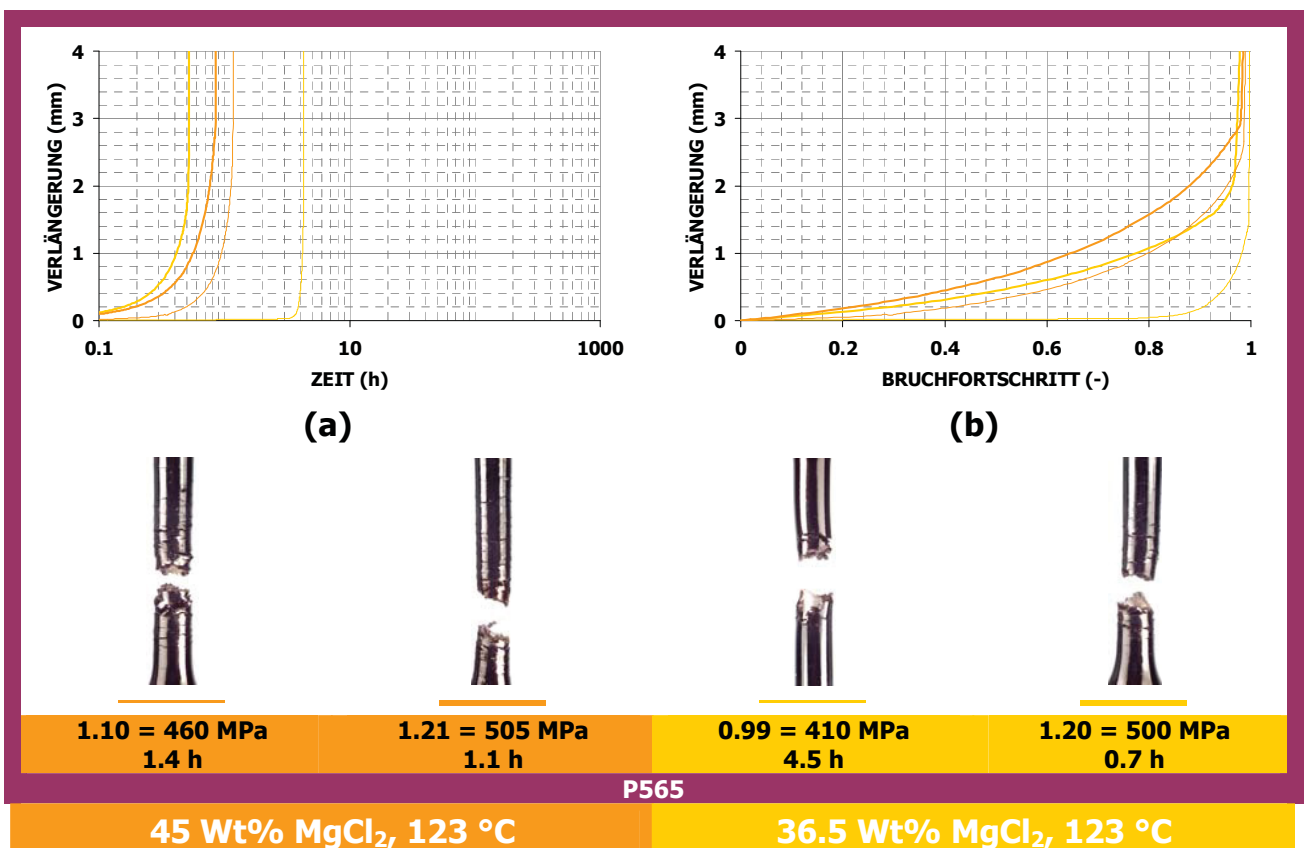 VERLÄNGERUNG (mm)
4
3
2
1
0
0.1
10
1000
ZEIT (h)
(a)
VERLÄNGERUNG (mm)
4
3
2
1
0
0
0.2
0.4
0.6
0.8
1
BRUCHFORTSCHRITT (-)
(b)
1.10 = 460 MPa
1.4 h
1.21 = 505 MPa
1.1 h
0.99 = 410 MPa
4.5 h
1.20 = 500 MPa
0.7 h
P565
45 Wt% MgCl₂, 123 °C
36.5 Wt% MgCl₂, 123 °C